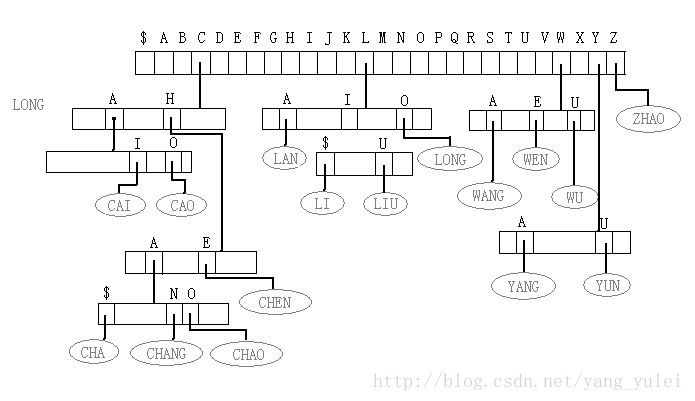 $ A B C D E F G H I J K L M N O P Q R S T U V W X Y Z
LONG A H A I O A E U ZHAO
I O LAN $ U LONG WEN
CAI CAO LI LIU WANG WU
A E A U
$ N O CHEN YANG YUN
CHA CHANG CHAO
http://blog.csdn.net/yang_yulei